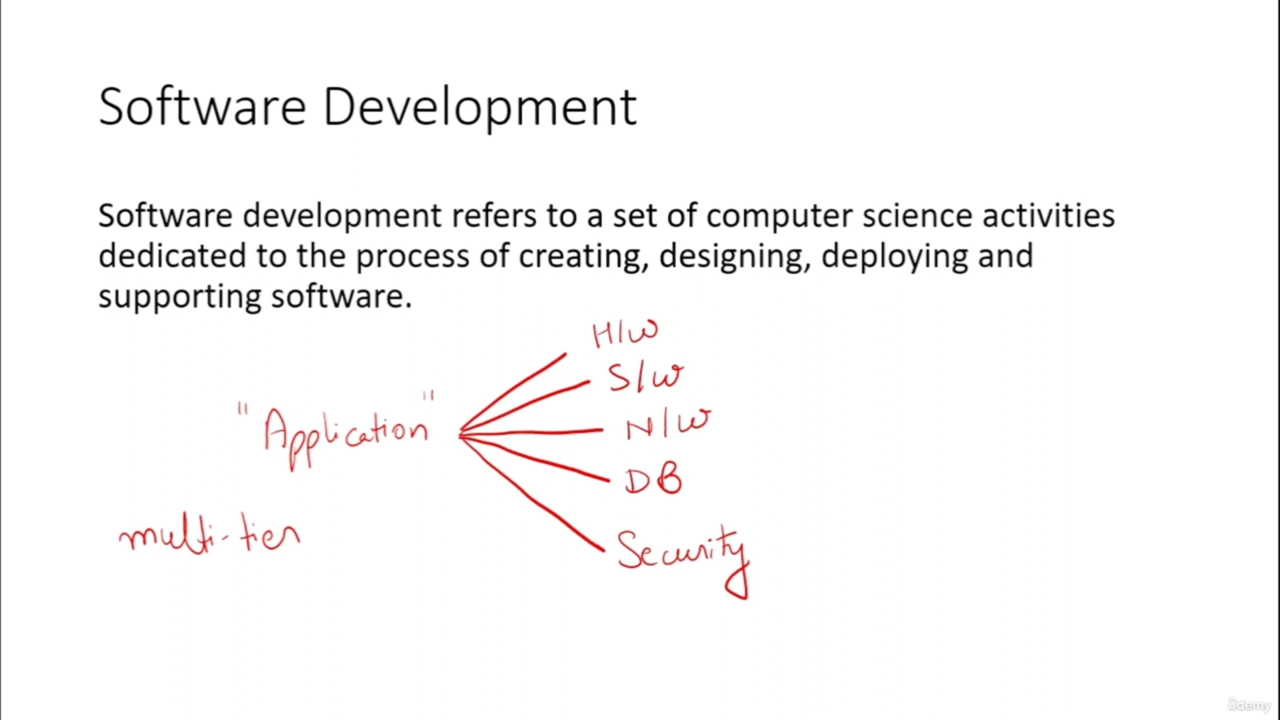 Software Development
Software development refers to a set of computer science activities
dedicated to the process of creating, designing, deploying and
supporting software.
H/W
S/W
"Application"
N/W
DB
multi-tier
Security
ûdemy